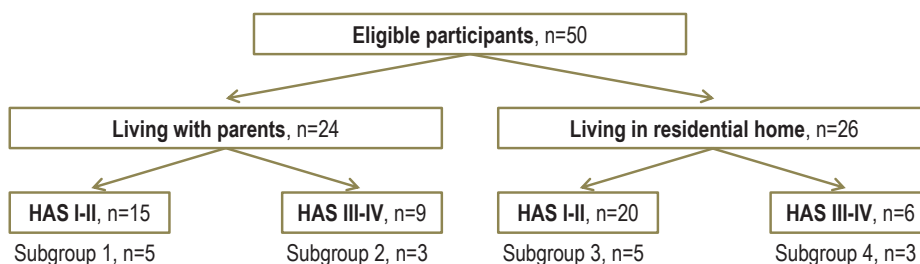 Eligible participants, n=50
Living with parents, n=24
Living in residential home, n=26
HAS I-II, n=15
HAS III-IV, n=9
HAS I-II, n=20
HAS III-IV, n=6
Subgroup 1, n=5
Subgroup 2, n=3
Subgroup 3, n=5
Subgroup 4, n=3